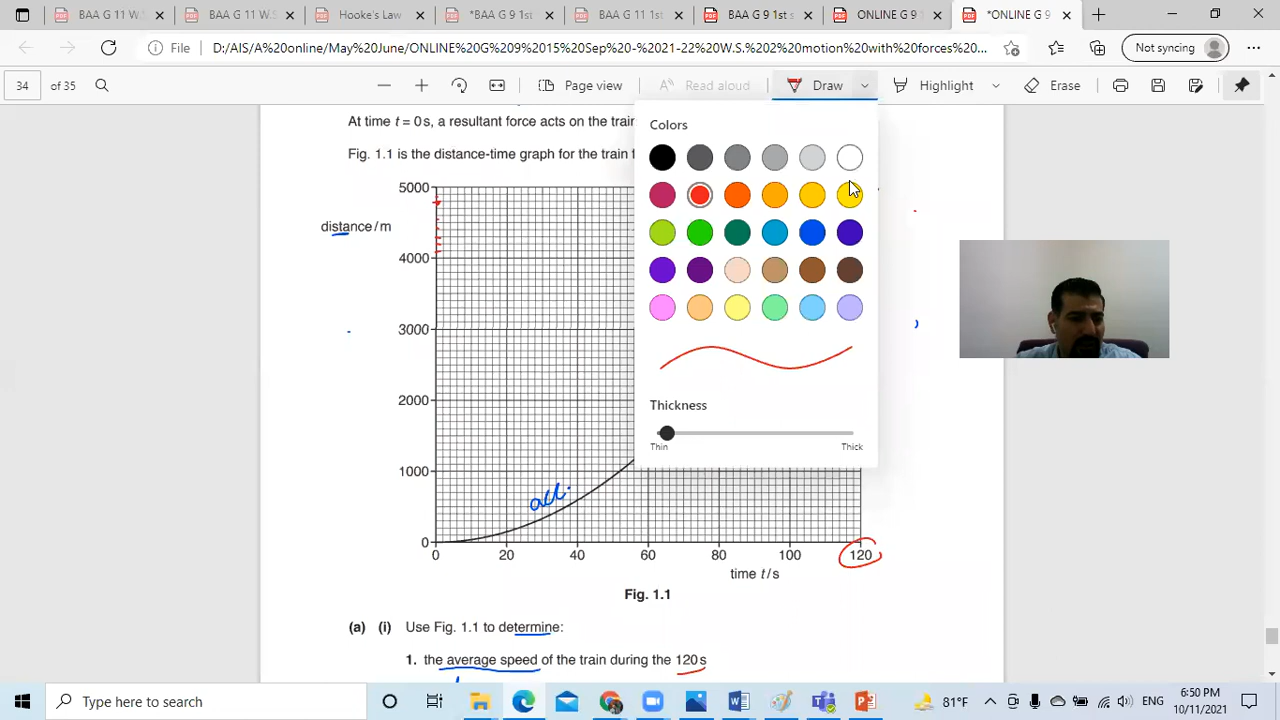 BAA G 11 W.
BAA G 11 W.
Hooke's Law
*BAA G 9 1st
BAA G 11 1st
BAA G 11 1st s
ONLINE G 9 1
*ONLINE G 9
File
D:/AIS/A%20online/May%20June/ONLINE%20G%209%2015%20Sep%20-%2021-22%20W.S.%202%20motion%20with%20forces%20...
Not syncing
34 of 35
Page view
Read aloud
Draw
Highlight
Erase
At time t = 0 s, a resultant force acts on the train
Fig. 1.1 is the distance-time graph for the train
Colors
Thickness
Thin
Thick
5000
distance / m
4000
3000
2000
1000
0
acc.
0 20 40 60 80 100 120
time t / s
Fig. 1.1
(a) (i) Use Fig. 1.1 to determine:
1. the average speed of the train during the 120 s
Type here to search
81°F
ENG
6:50 PM
10/11/2021